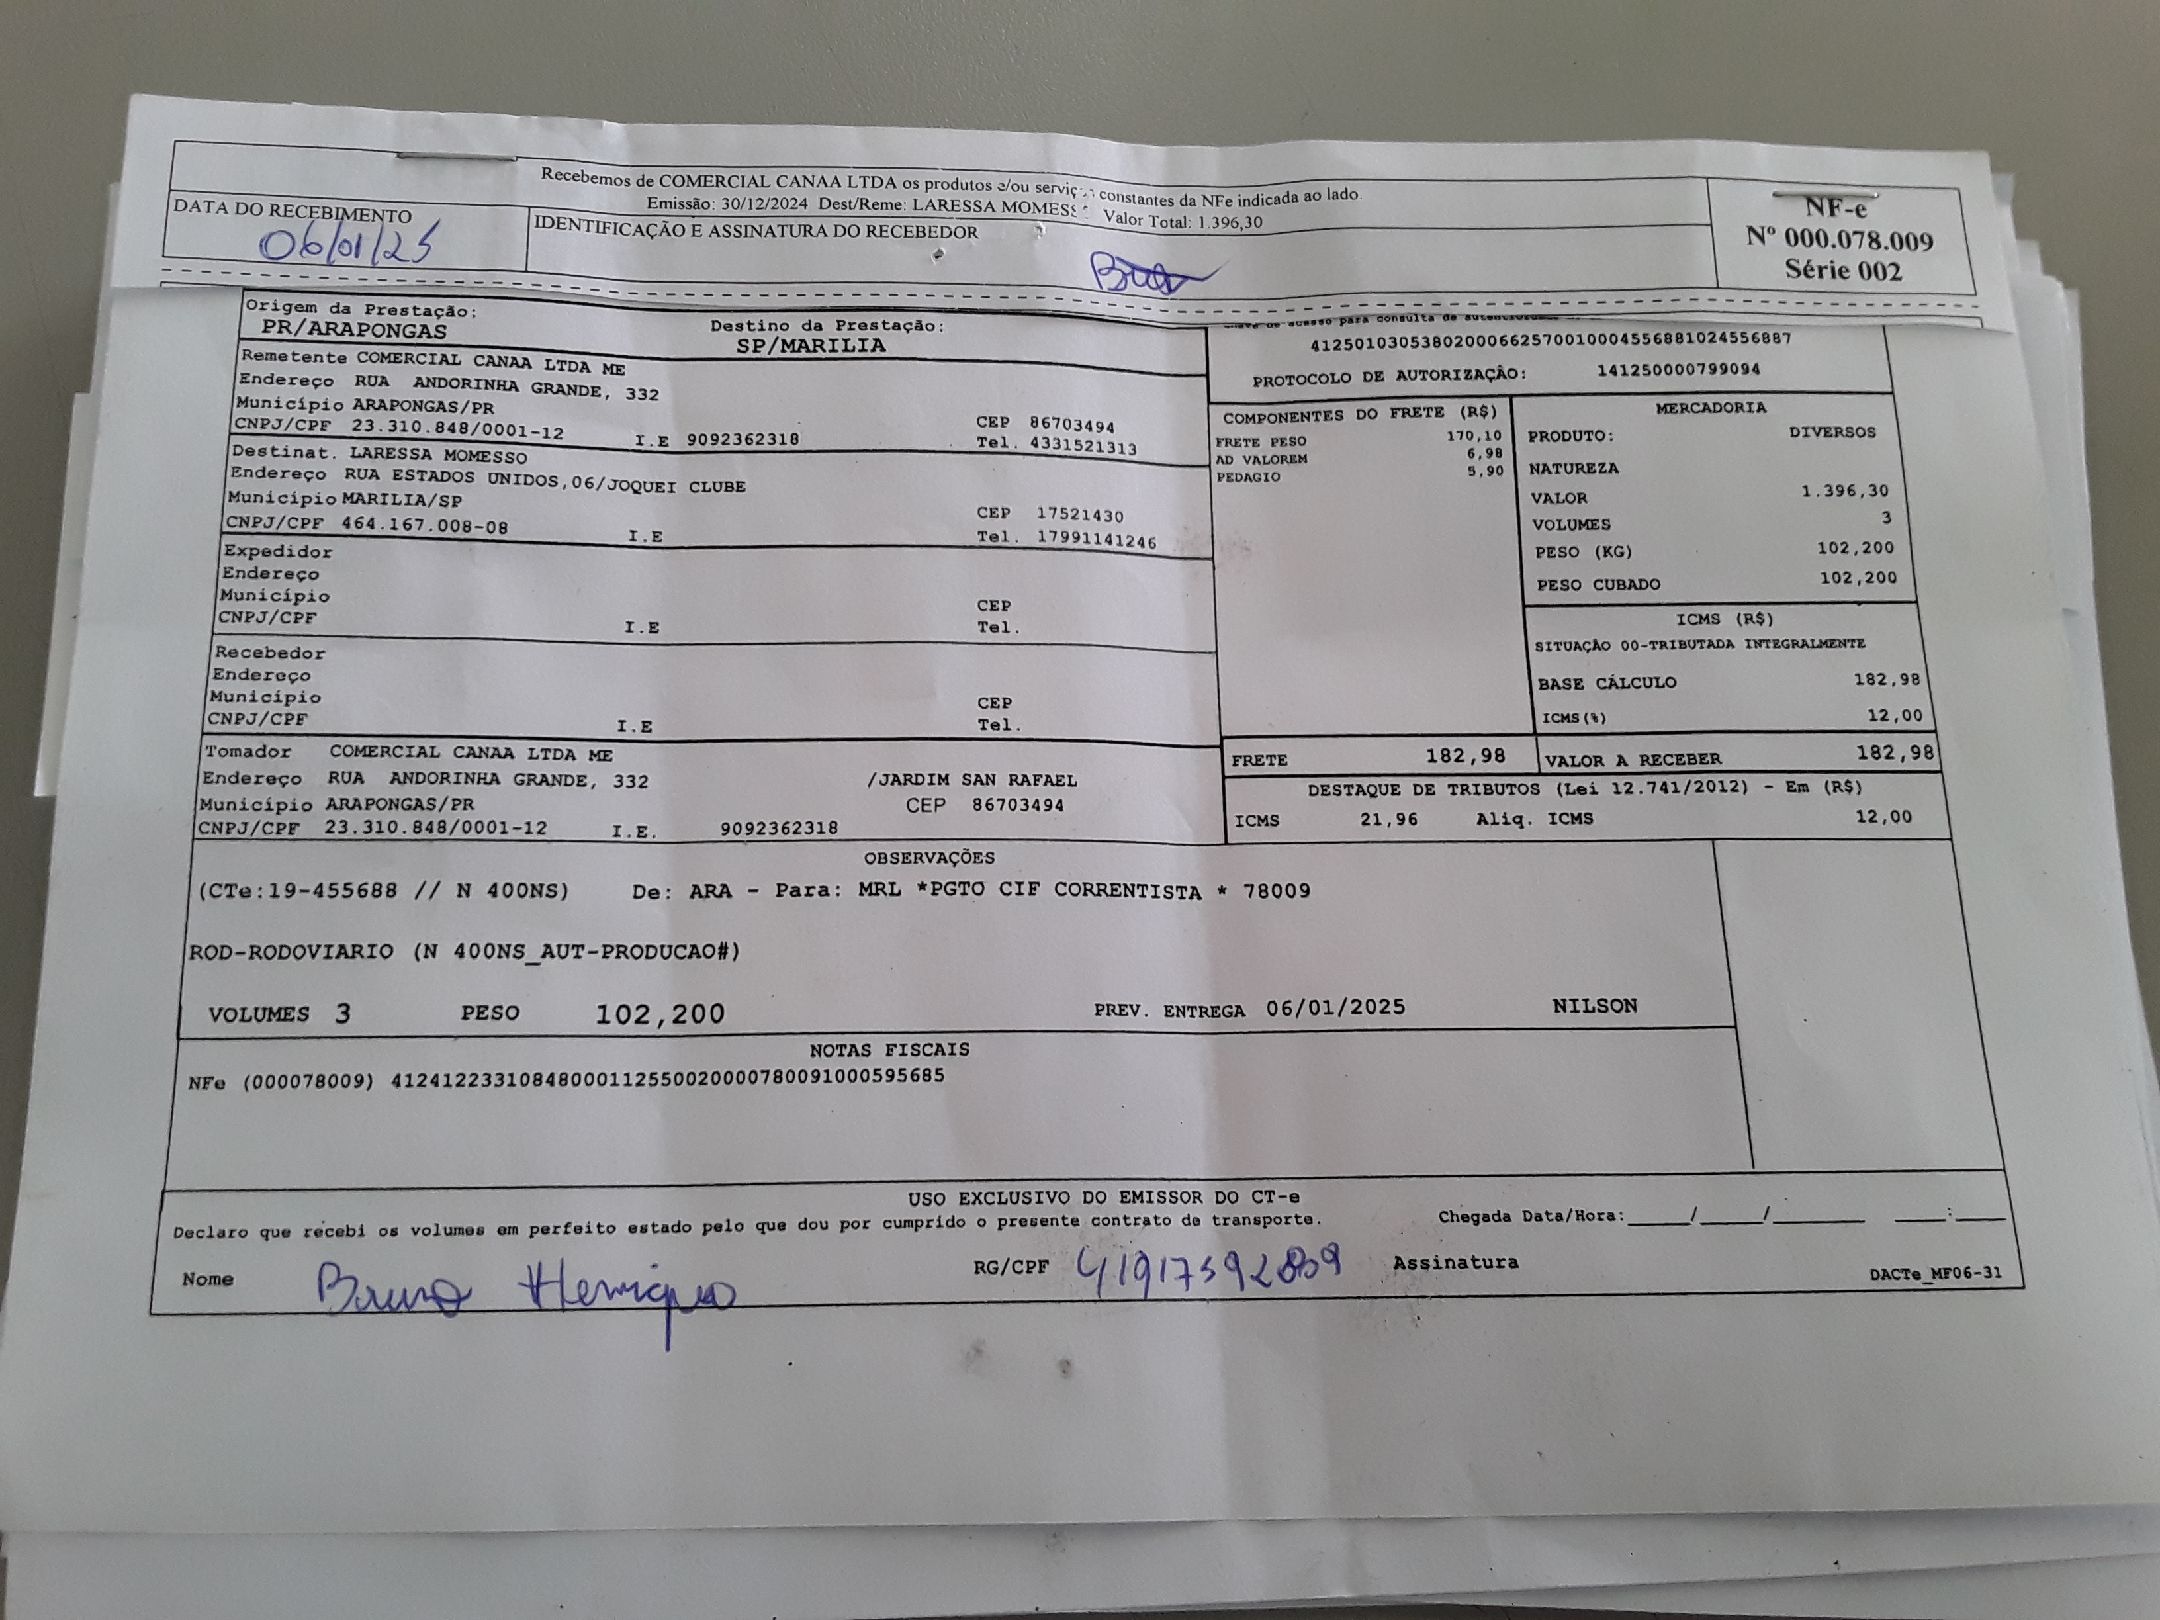 Recebemos de COMERCIAL CANAA LTDA os produtos e/ou serviç constantes da NFe indicada ao lado.
Emissão: 30/12/2024 Dest/Reme: LARESSA MOMESS Valor Total: 1.396,30
DATA DO RECEBIMENTO
06/01/25
IDENTIFICAÇÃO E ASSINATURA DO RECEBEDOR
NF-e
Nº 000.078.009
Série 002
Origem da Prestação:
PR/ARAPONGAS
Destino da Prestação:
SP/MARILIA
Remetente COMERCIAL CANAA LTDA ME
Endereço RUA ANDORINHA GRANDE, 332
Município ARAPONGAS/PR CEP 86703494
CNPJ/CPF 23.310.848/0001-12 I.E 9092362318 Tel. 4331521313
Destinat. LARESSA MOMESSO
Endereço RUA ESTADOS UNIDOS,06/JOQUEI CLUBE
Município MARILIA/SP CEP 17521430
CNPJ/CPF 464.167.008-08 I.E Tel. 17991141246
Expedidor
Endereço
Município CEP
CNPJ/CPF I.E Tel.
Recebedor
Endereço
Município CEP
CNPJ/CPF I.E Tel.
Tomador COMERCIAL CANAA LTDA ME
Endereço RUA ANDORINHA GRANDE, 332 /JARDIM SAN RAFAEL
Município ARAPONGAS/PR CEP 86703494
CNPJ/CPF 23.310.848/0001-12 I.E. 9092362318
de acesso para consulta de
41250103053802000662570010004556881024556887
PROTOCOLO DE AUTORIZAÇÃO: 141250000799094
COMPONENTES DO FRETE (R$)
FRETE PESO 170,10
AD VALOREM 6,98
PEDAGIO 5,90
MERCADORIA
PRODUTO: DIVERSOS
NATUREZA
VALOR 1.396,30
VOLUMES 3
PESO (KG) 102,200
PESO CUBADO 102,200
ICMS (R$)
SITUAÇÃO 00-TRIBUTADA INTEGRALMENTE
BASE CÁLCULO 182,98
ICMS(%) 12,00
FRETE 182,98 VALOR A RECEBER 182,98
DESTAQUE DE TRIBUTOS (Lei 12.741/2012) - Em (R$)
ICMS 21,96 Aliq. ICMS 12,00
OBSERVAÇÕES
(CTe:19-455688 // N 400NS) De: ARA - Para: MRL *PGTO CIF CORRENTISTA * 78009
ROD-RODOVIARIO (N 400NS_AUT-PRODUCAO#)
VOLUMES 3 PESO 102,200 PREV. ENTREGA 06/01/2025 NILSON
NOTAS FISCAIS
NFe (000078009) 41241223310848000112550020000780091000595685
USO EXCLUSIVO DO EMISSOR DO CT-e
Declaro que recebi os volumes em perfeito estado pelo que dou por cumprido o presente contrato de transporte. Chegada Data/Hora:_____/_____/_______ ____:____
Nome Bruno Henrique RG/CPF Assinatura
DACTe_MF06-31